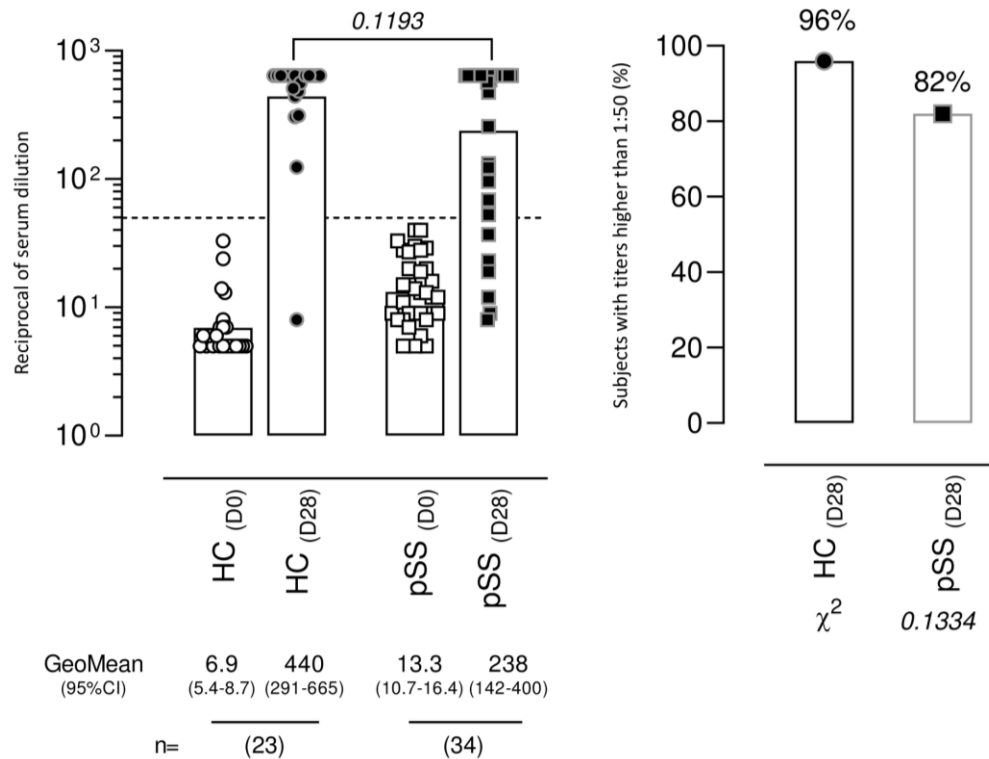 0.1193
Reciprocal of serum dilution
10³
10²
10¹
10⁰
HC (D0)
HC (D28)
pSS (D0)
pSS (D28)
GeoMean 6.9 440 13.3 238
(95%CI) (5.4-8.7) (291-665) (10.7-16.4) (142-400)
n= (23) (34)
Subjects with titers higher than 1:50 (%)
96%
82%
100
80
60
40
20
0
HC (D28)
pSS (D28)
χ² 0.1334